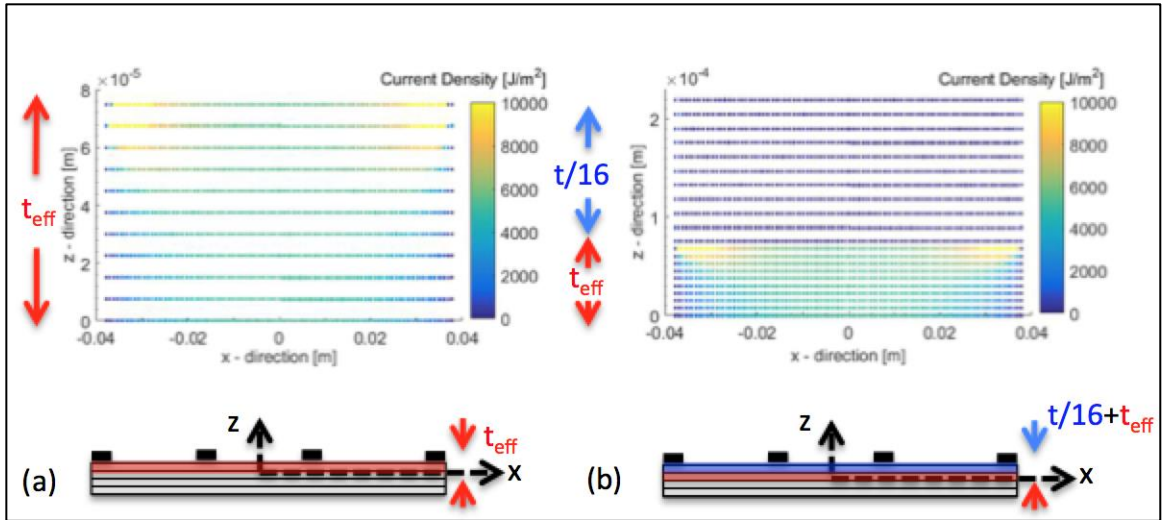 Current Density [J/m²]
×10⁻⁵
8
6
4
2
0
z - direction [m]
-0.04
-0.02
0
0.02
0.04
x - direction [m]
10000
8000
6000
4000
2000
0
t_eff
Current Density [J/m²]
×10⁻⁴
2
1
0
z - direction [m]
-0.04
-0.02
0
0.02
0.04
x - direction [m]
10000
8000
6000
4000
2000
0
t/16
t_eff
(a)
z
t_eff
x
(b)
z
t/16+t_eff
x